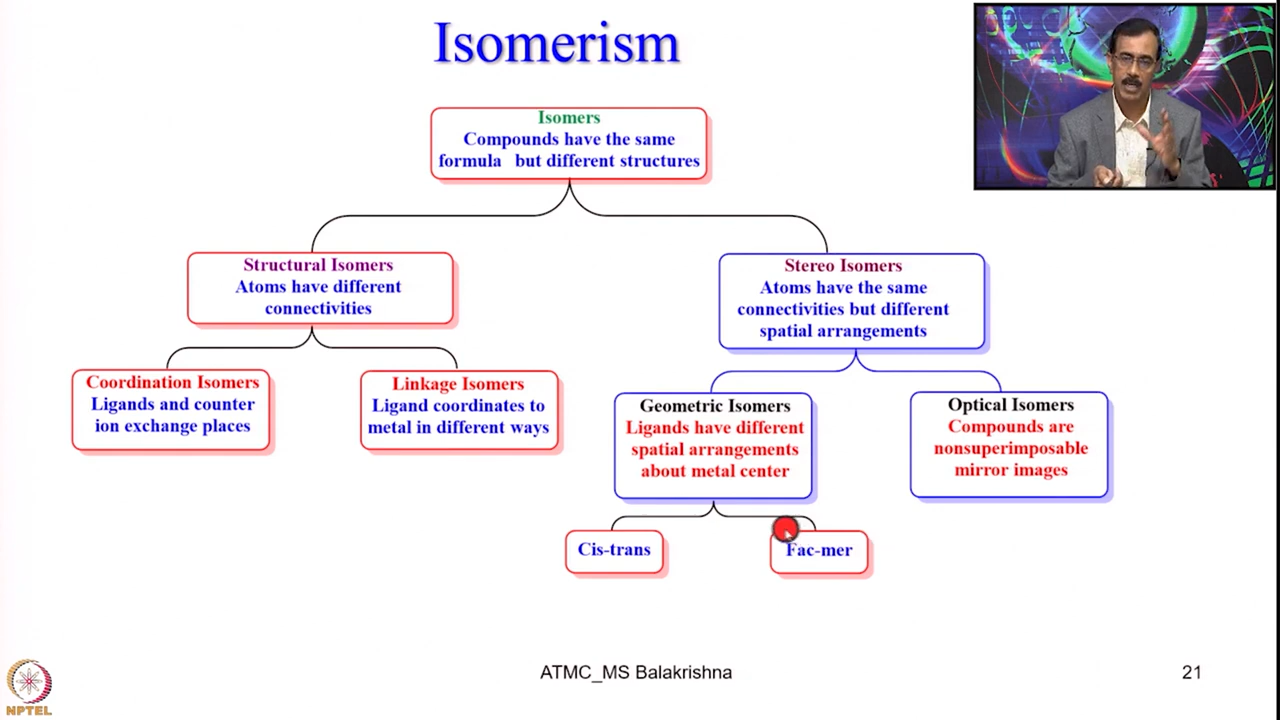 Isomerism
Isomers
Compounds have the same
formula but different structures
Structural Isomers
Atoms have different
connectivities
Stereo Isomers
Atoms have the same
connectivities but different
spatial arrangements
Coordination Isomers
Ligands and counter
ion exchange places
Linkage Isomers
Ligand coordinates to
metal in different ways
Geometric Isomers
Ligands have different
spatial arrangements
about metal center
Optical Isomers
Compounds are
nonsuperimposable
mirror images
Cis-trans
Fac-mer
NPTEL
ATMC_MS Balakrishna
21